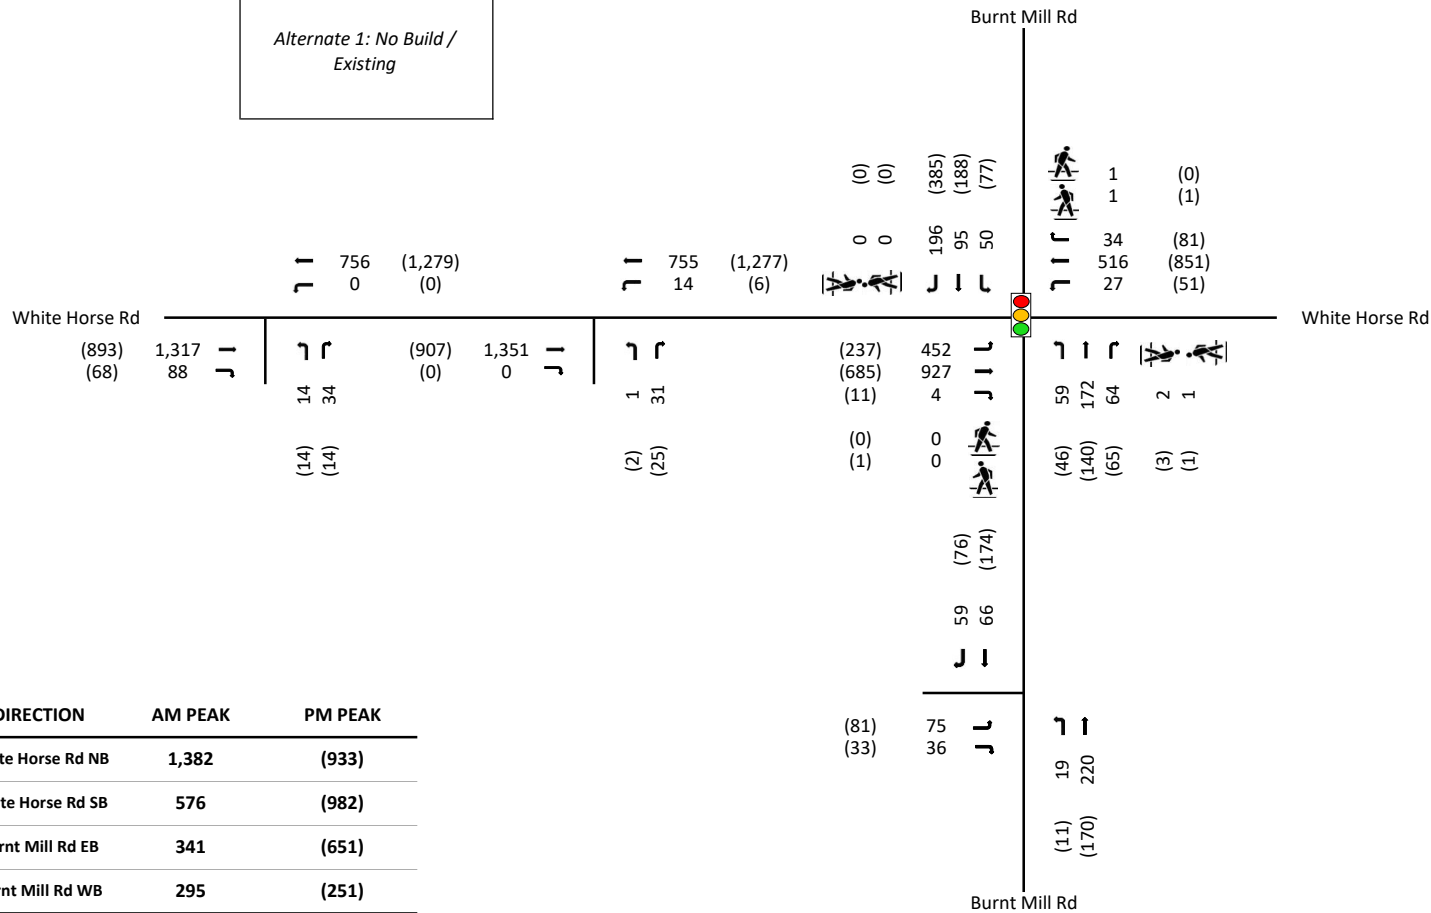 Burnt Mill Rd
Alternate 1: No Build /
Existing
(0) (0) (385) (188) (77)
0 0 196 95 50
1 (0)
1 (1)
34 (81)
516 (851)
27 (51)
756 (1,279)
0 (0)
755 (1,277)
14 (6)
White Horse Rd
White Horse Rd
(893) 1,317
(68) 88
14 34
(14) (14)
(907) 1,351
(0) 0
1 31
(2) (25)
(237) 452
(685) 927
(11) 4
(0) 0
(1) 0
59 172 64 2 1
(46) (140) (65) (3) (1)
(76) (174)
59 66
(81) 75
(33) 36
19 220
(11) (170)
Burnt Mill Rd
DIRECTION AM PEAK PM PEAK
te Horse Rd NB 1,382 (933)
te Horse Rd SB 576 (982)
rnt Mill Rd EB 341 (651)
nt Mill Rd WB 295 (251)